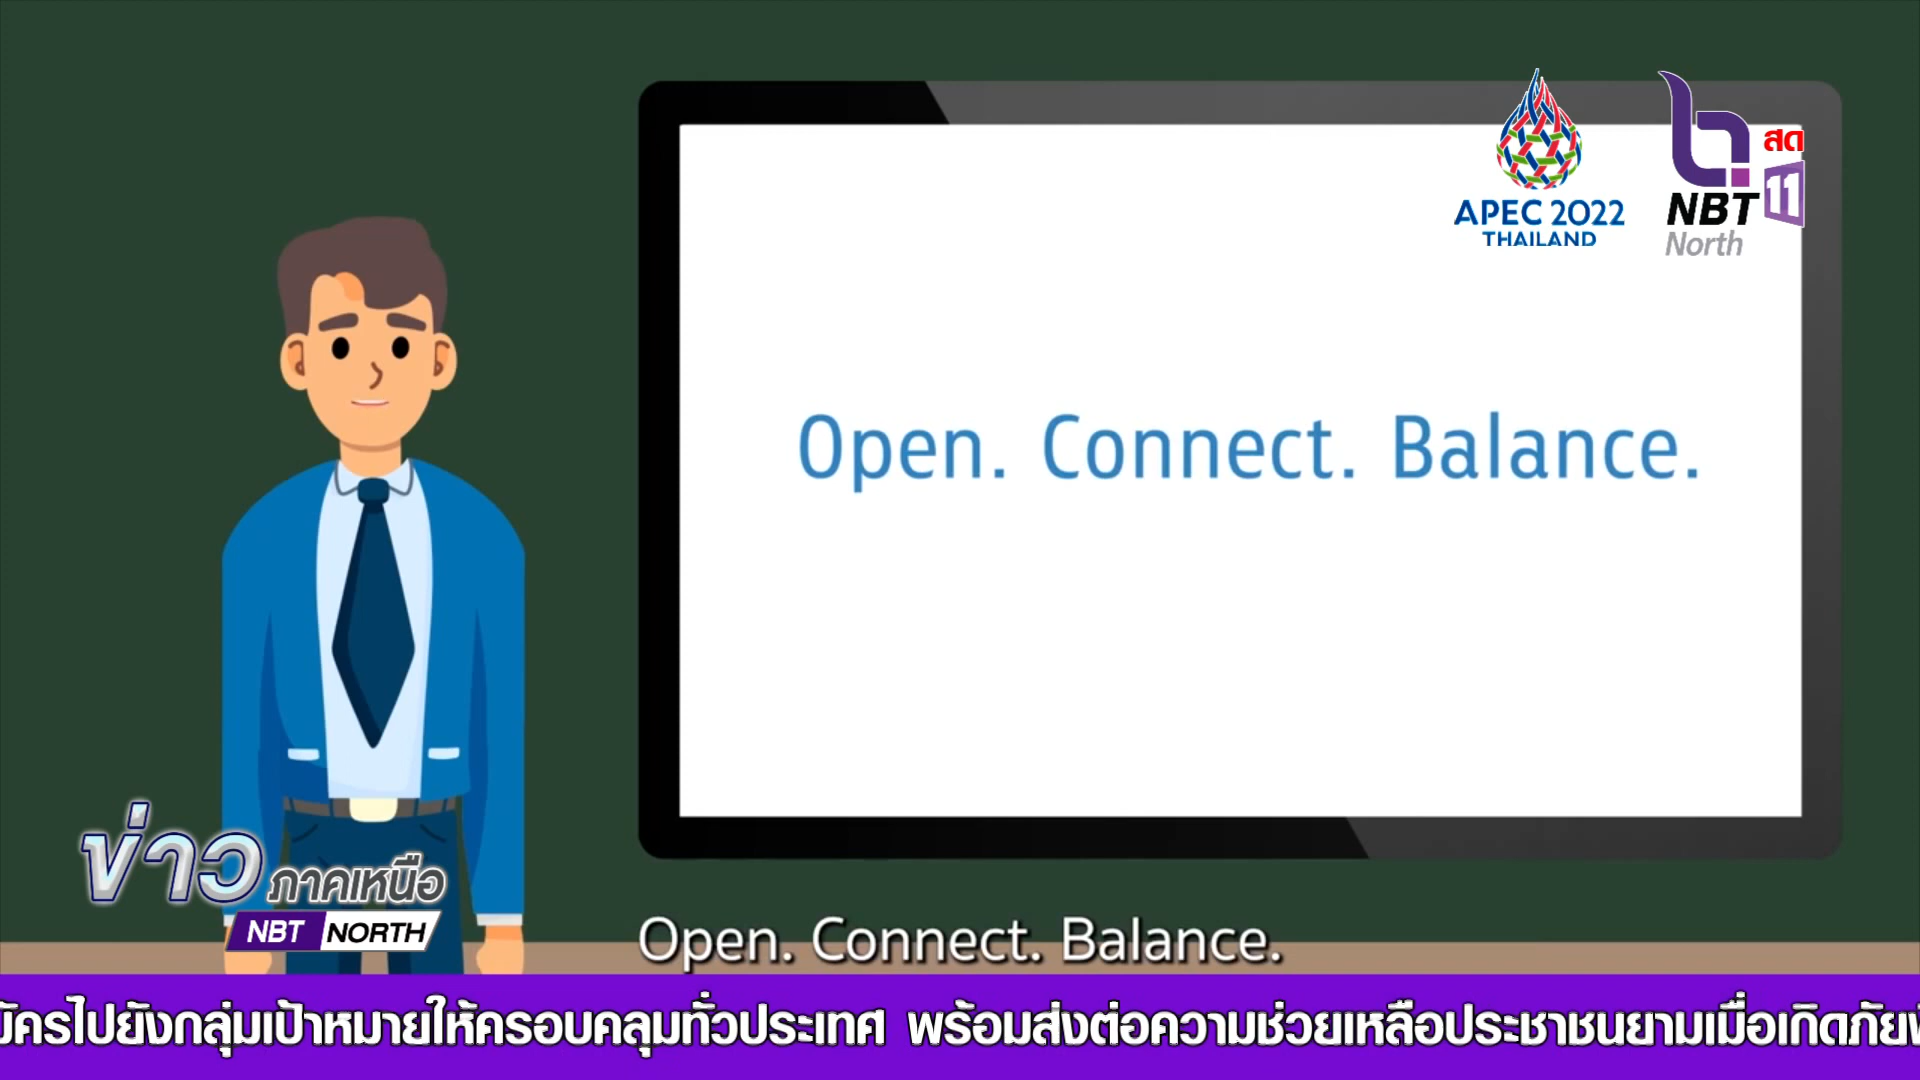 APEC 2022
THAILAND
สด
11
NBT
North
Open. Connect. Balance.
ข่าว
ภาคเหนือ
NBT NORTH
Open. Connect. Balance.
ไปยังกลุ่มเป้าหมายให้ครอบคลุมทั่วประเทศ พร้อมส่งต่อความช่วยเหลือประชาชนยามเมื่อเกิดภัย